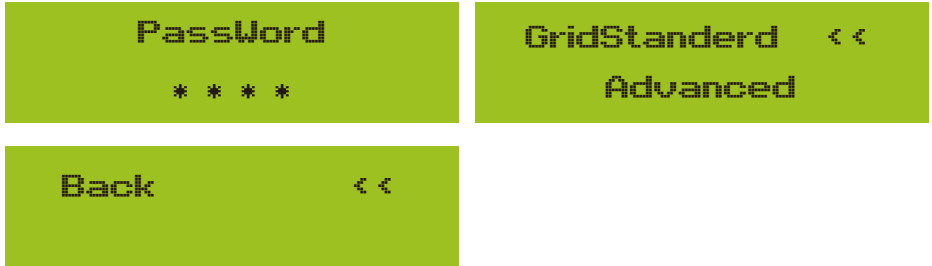 PassWord
* * * *
GridStanderd <<
Advanced
Back <<